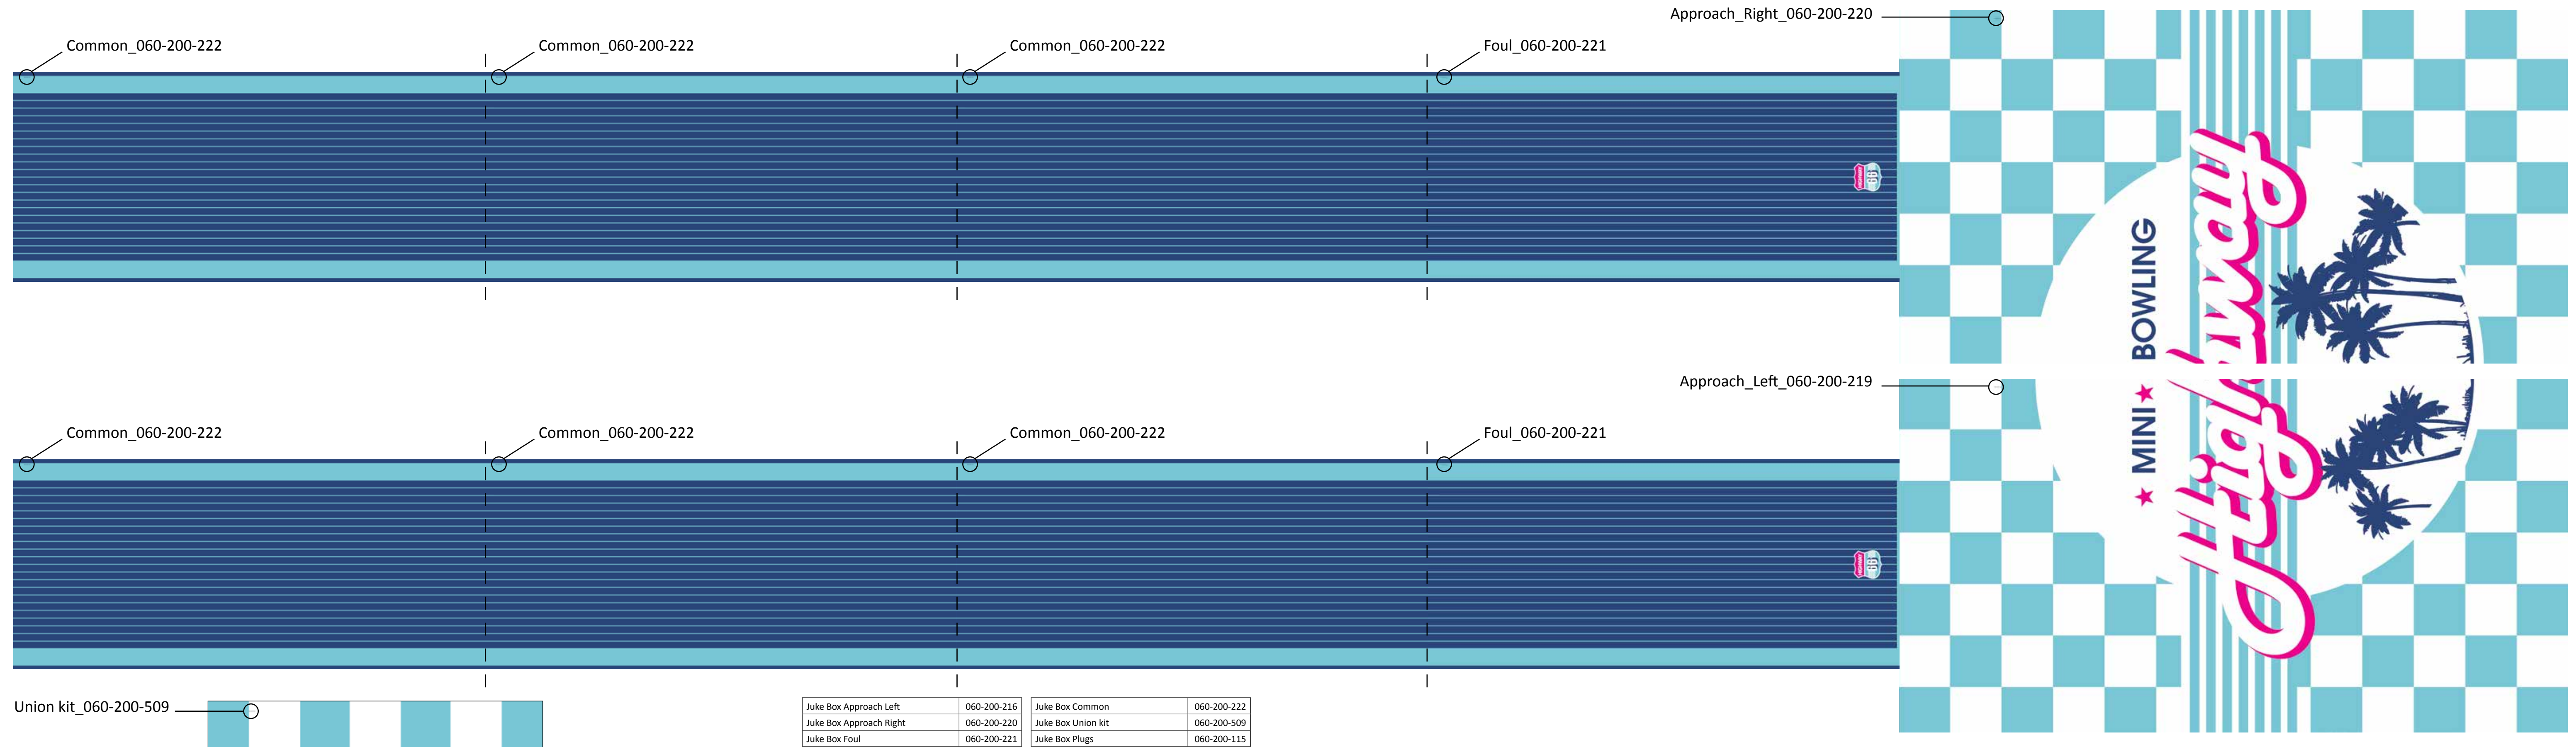 Approach_Right_060-200-220
Common_060-200-222
Common_060-200-222
Common_060-200-222
Foul_060-200-221
66
MINI BOWLING
Highway
Approach_Left_060-200-219
Common_060-200-222
Common_060-200-222
Common_060-200-222
Foul_060-200-221
66
Union kit_060-200-509
Juke Box Approach Left 060-200-216
Juke Box Approach Right 060-200-220
Juke Box Foul 060-200-221
Juke Box Common 060-200-222
Juke Box Union kit 060-200-509
Juke Box Plugs 060-200-115